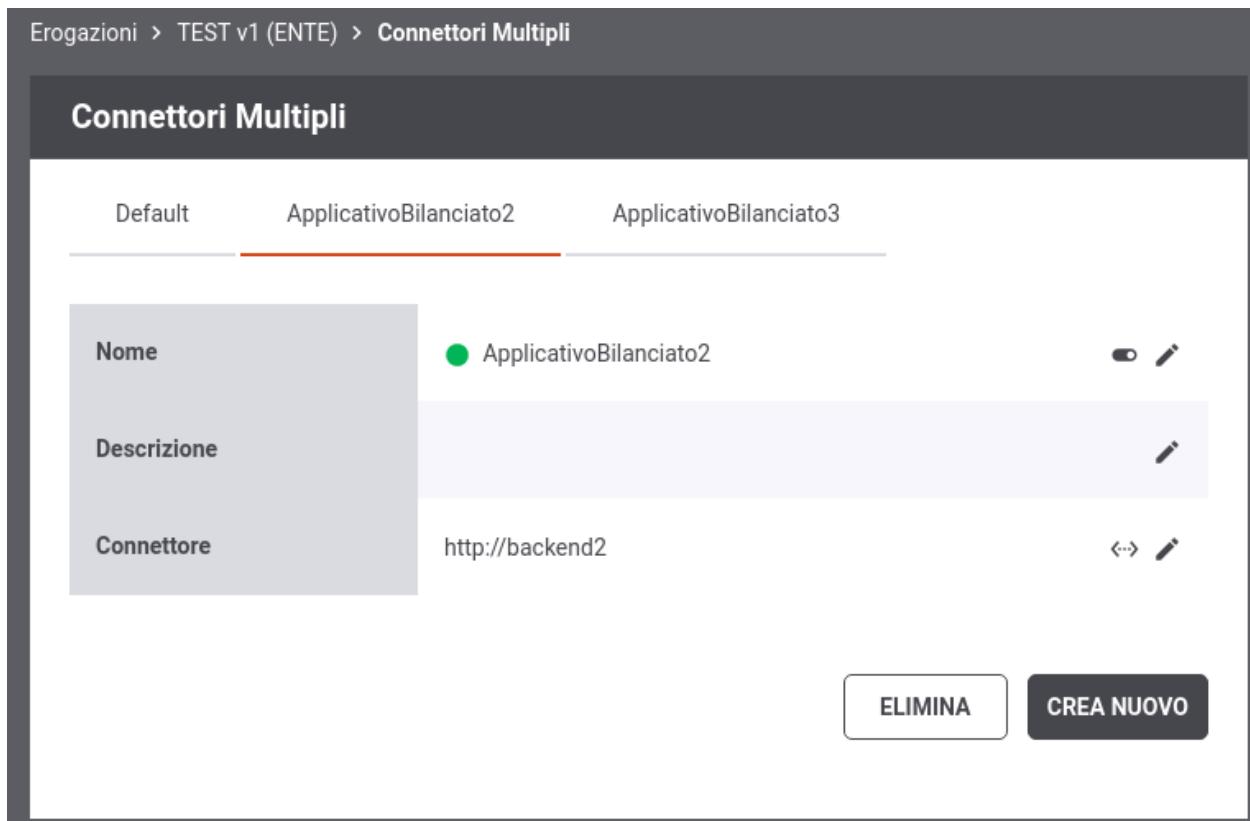 Erogazioni > TEST v1 (ENTE) > Connettori Multipli
Connettori Multipli
Default ApplicativoBilanciato2 ApplicativoBilanciato3
Nome ApplicativoBilanciato2
Descrizione
Connettore http://backend2
ELIMINA CREA NUOVO